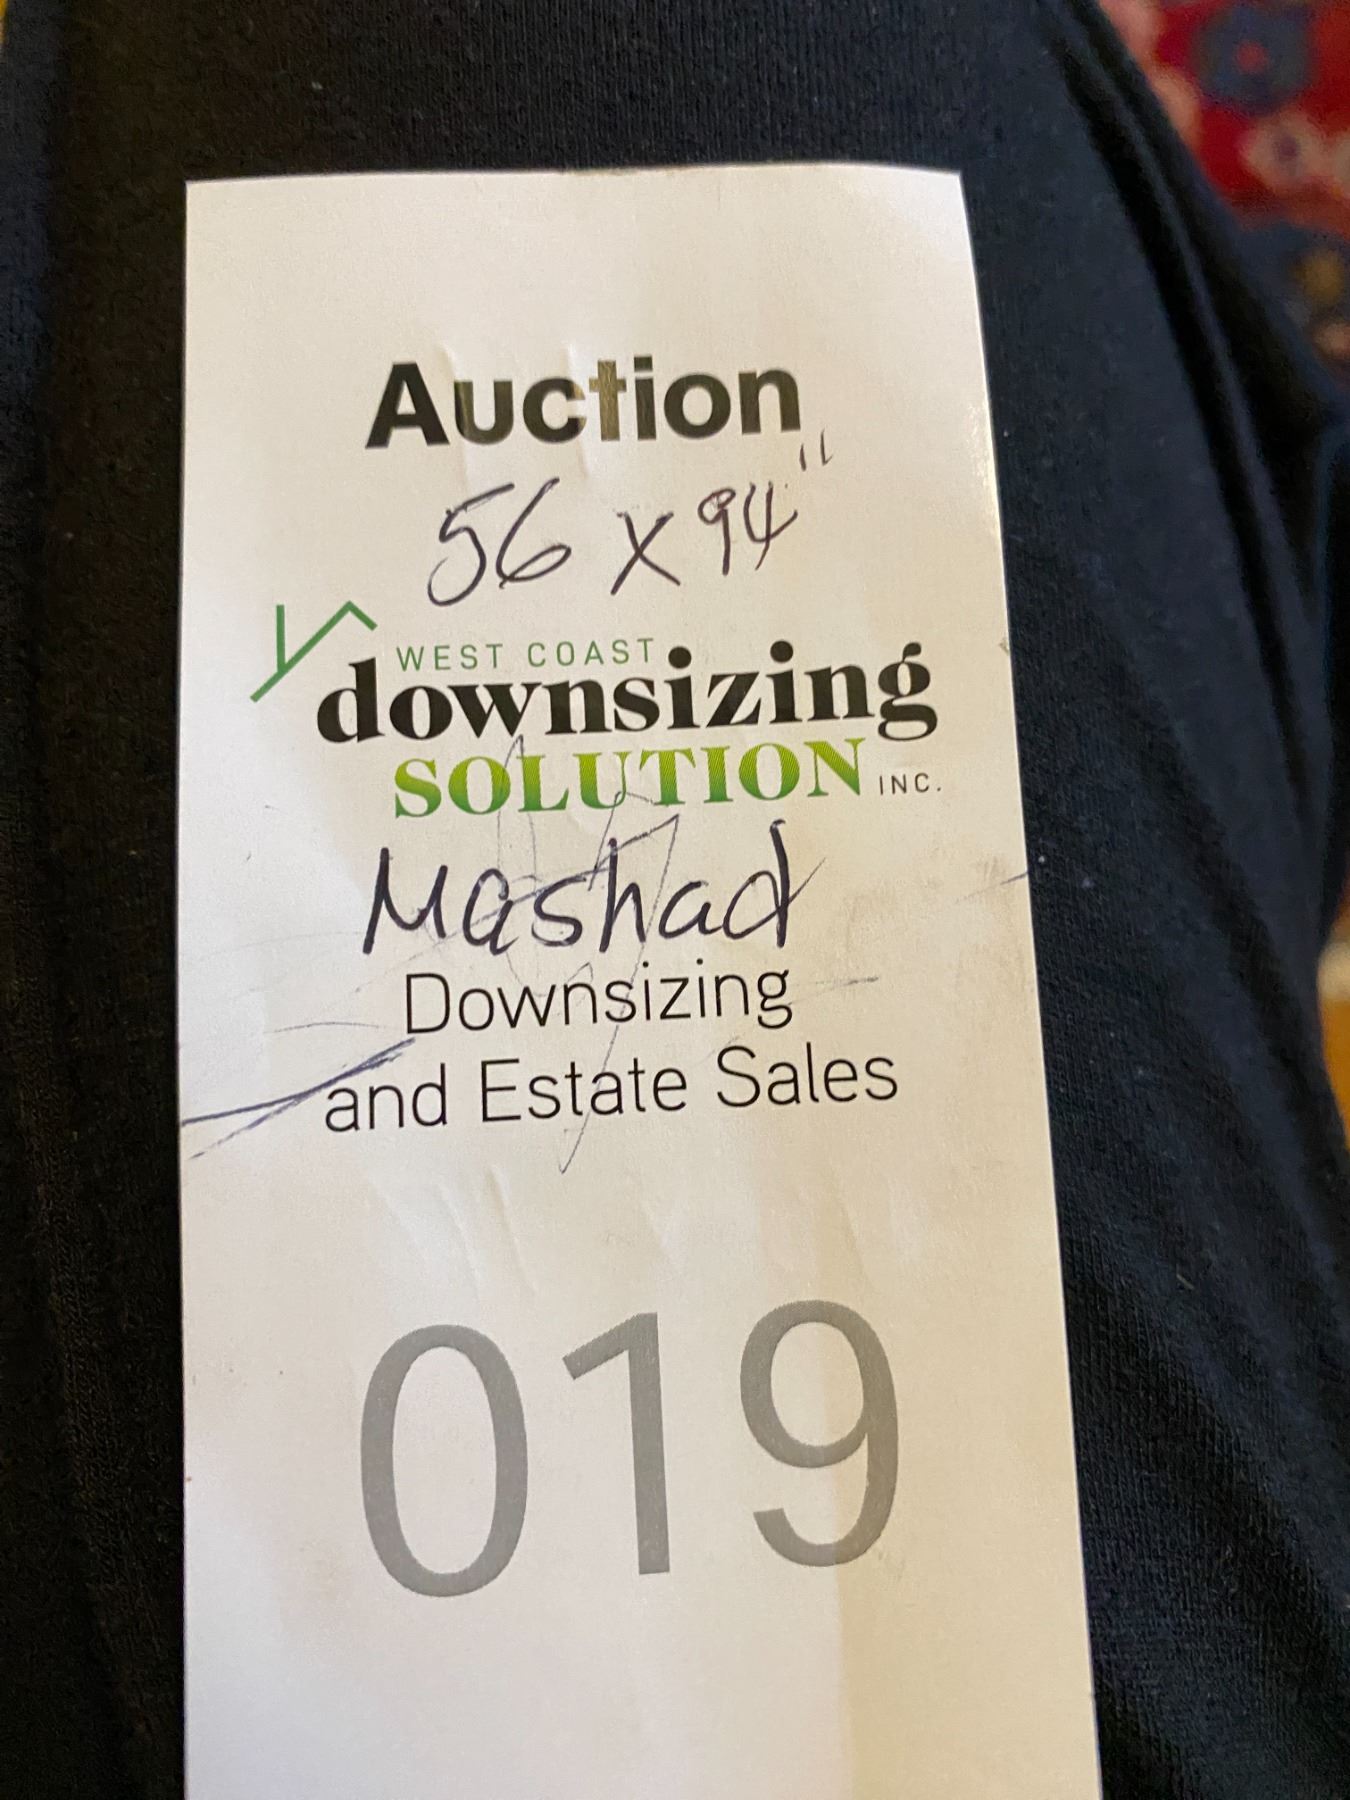 Auction
56 x 94"
WEST COAST
downsizing
SOLUTION INC.
Mashad
Downsizing
and Estate Sales
019